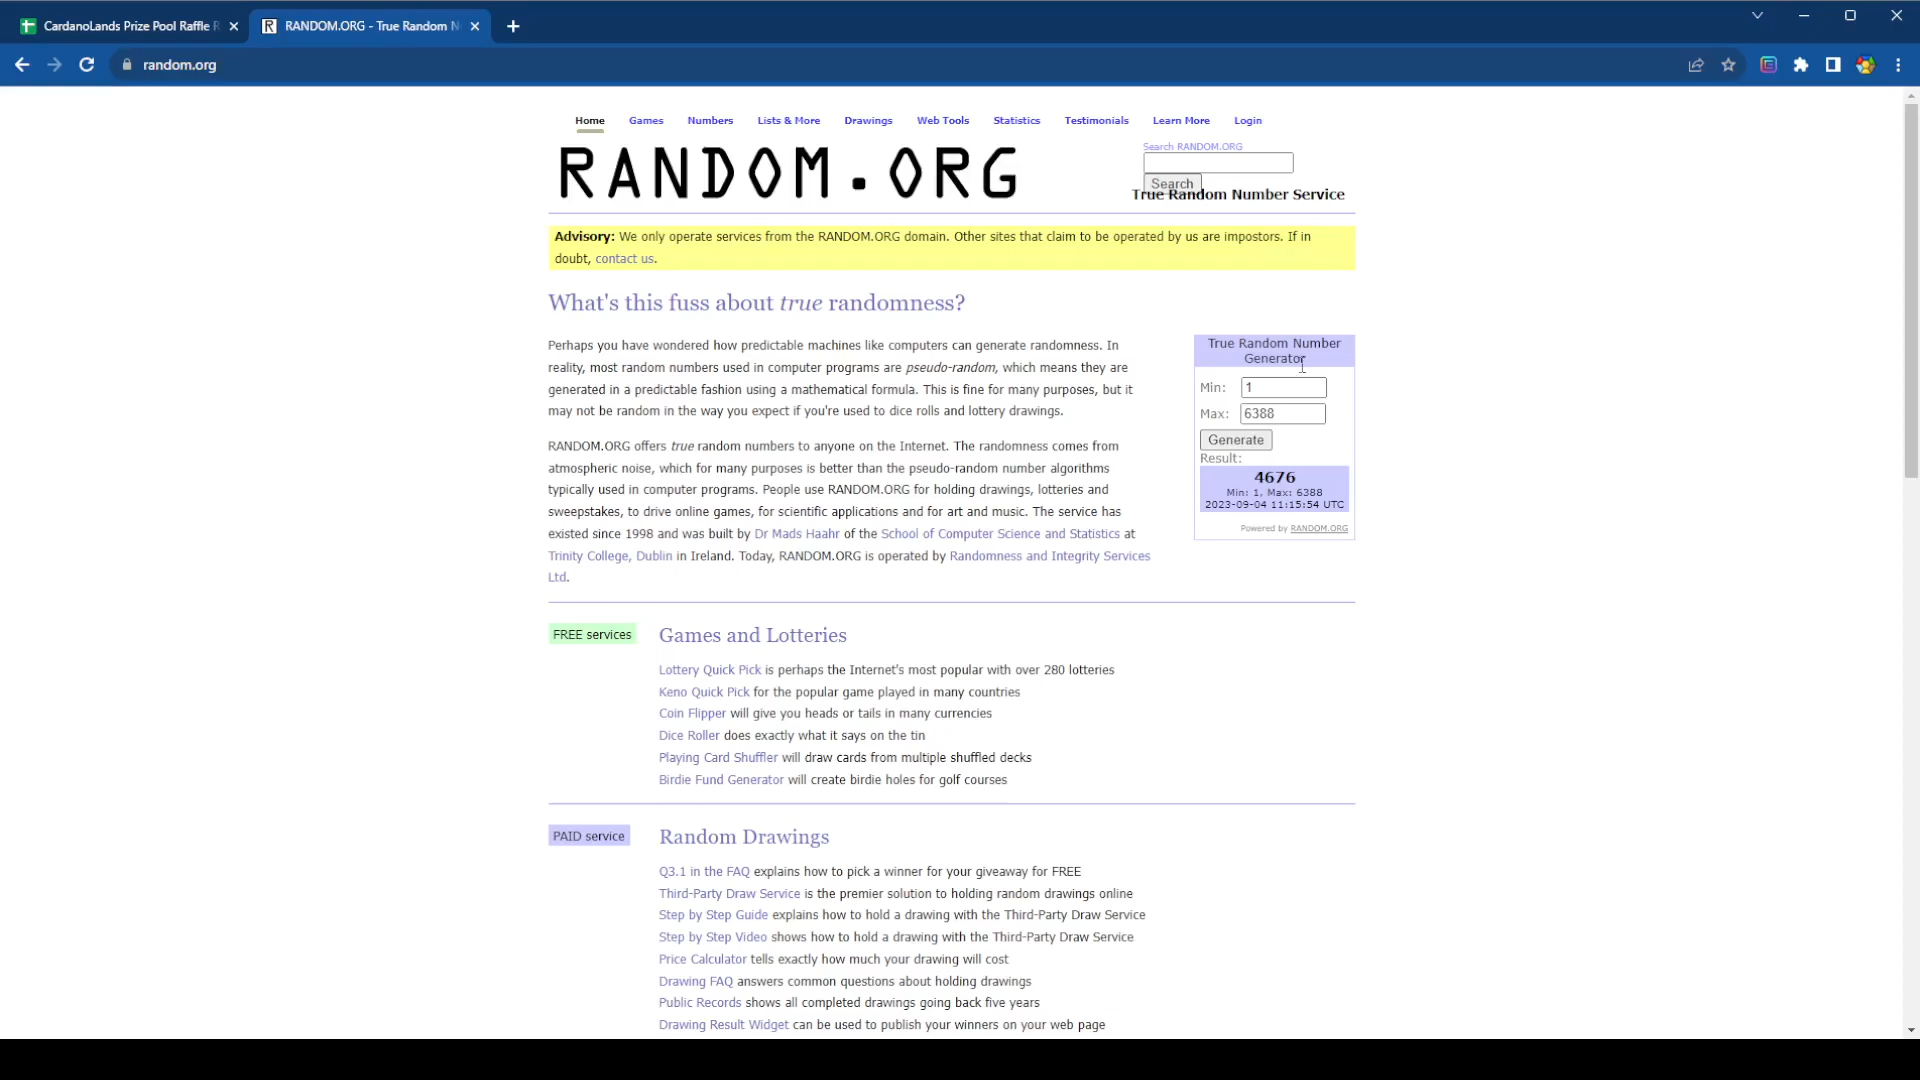 CardanoLands Prize Pool Raffle R
RANDOM.ORG - True Random N
random.org
Home Games Numbers Lists & More Drawings Web Tools Statistics Testimonials Learn More Login
RANDOM.ORG
Search RANDOM.ORG
Search
True Random Number Service
Advisory: We only operate services from the RANDOM.ORG domain. Other sites that claim to be operated by us are impostors. If in
doubt, contact us.
What's this fuss about true randomness?
Perhaps you have wondered how predictable machines like computers can generate randomness. In
reality, most random numbers used in computer programs are pseudo-random, which means they are
generated in a predictable fashion using a mathematical formula. This is fine for many purposes, but it
may not be random in the way you expect if you're used to dice rolls and lottery drawings.
RANDOM.ORG offers true random numbers to anyone on the Internet. The randomness comes from
atmospheric noise, which for many purposes is better than the pseudo-random number algorithms
typically used in computer programs. People use RANDOM.ORG for holding drawings, lotteries and
sweepstakes, to drive online games, for scientific applications and for art and music. The service has
existed since 1998 and was built by Dr Mads Haahr of the School of Computer Science and Statistics at
Trinity College, Dublin in Ireland. Today, RANDOM.ORG is operated by Randomness and Integrity Services
Ltd.
True Random Number
Generator
Min: 1
Max: 6388
Generate
Result:
4676
Min: 1, Max: 6388
2023-09-04 11:15:54 UTC
Powered by RANDOM.ORG
FREE services
Games and Lotteries
Lottery Quick Pick is perhaps the Internet's most popular with over 280 lotteries
Keno Quick Pick for the popular game played in many countries
Coin Flipper will give you heads or tails in many currencies
Dice Roller does exactly what it says on the tin
Playing Card Shuffler will draw cards from multiple shuffled decks
Birdie Fund Generator will create birdie holes for golf courses
PAID service
Random Drawings
Q3.1 in the FAQ explains how to pick a winner for your giveaway for FREE
Third-Party Draw Service is the premier solution to holding random drawings online
Step by Step Guide explains how to hold a drawing with the Third-Party Draw Service
Step by Step Video shows how to hold a drawing with the Third-Party Draw Service
Price Calculator tells exactly how much your drawing will cost
Drawing FAQ answers common questions about holding drawings
Public Records shows all completed drawings going back five years
Drawing Result Widget can be used to publish your winners on your web page